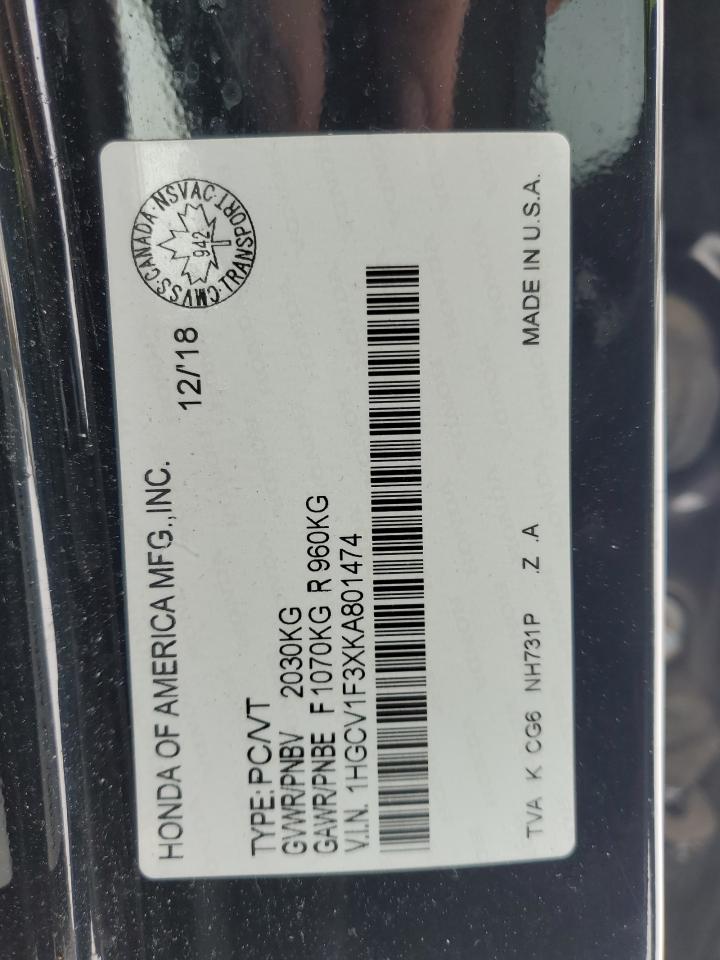 HONDA OF AMERICA MFG.,INC. 12/'18
CANADA·NSVAC·TRANSPORT·CMVSS·
942
TYPE: PC/VT
GVWR/PNBV 2030KG
GAWR/PNBE F 1070KG R 960KG
V.I.N. 1HGCV1F3XKA801474
TVA K CG6 NH731P .Z .A MADE IN U.S.A.